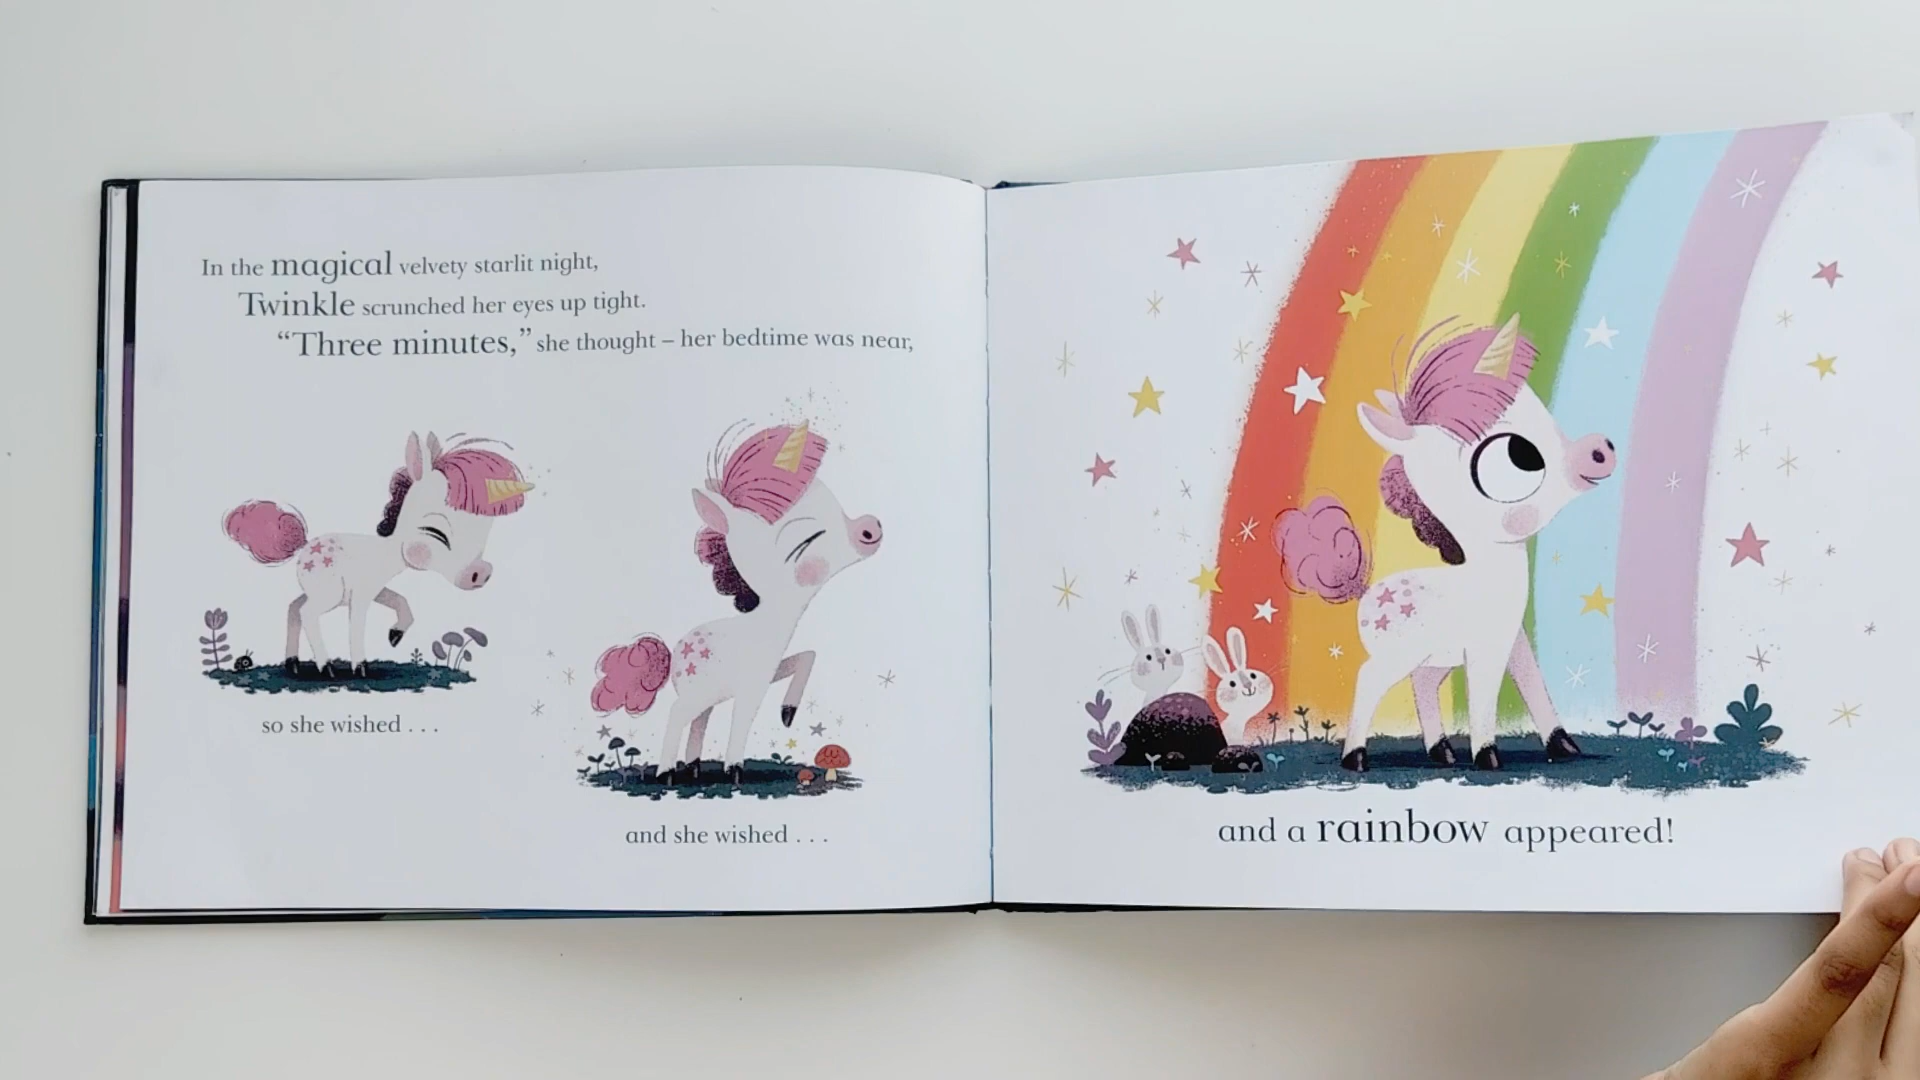 In the magical velvety starlit night,
Twinkle scrunched her eyes up tight.
“Three minutes,” she thought – her bedtime was near,
so she wished . . .
and she wished . . .
and a rainbow appeared!